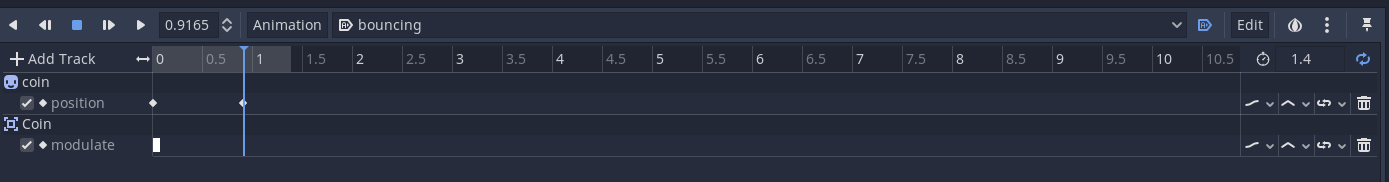 0.9165 Animation bouncing Edit
Add Track 0 0.5 1 1.5 2 2.5 3 3.5 4 4.5 5 5.5 6 6.5 7 7.5 8 8.5 9 9.5 10 10.5 1.4
coin
position
Coin
modulate